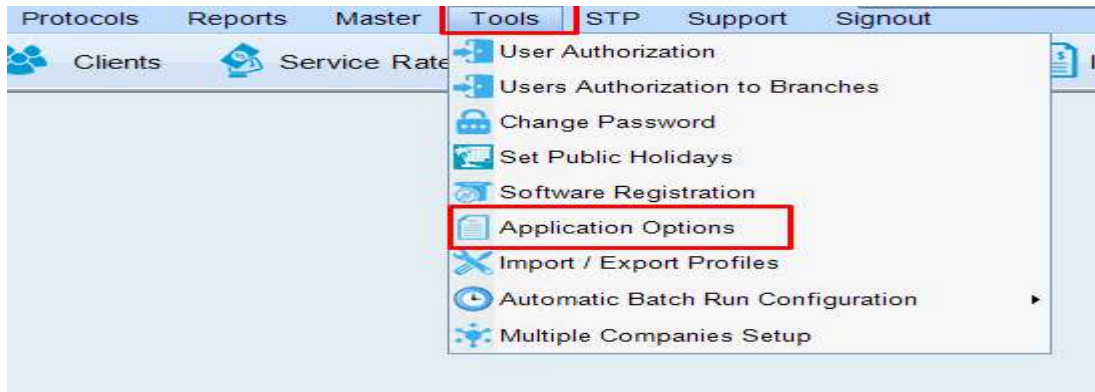 Protocols Reports Master Tools STP Support Signout
Clients Service Rate
User Authorization
Users Authorization to Branches
Change Password
Set Public Holidays
Software Registration
Application Options
Import / Export Profiles
Automatic Batch Run Configuration
Multiple Companies Setup